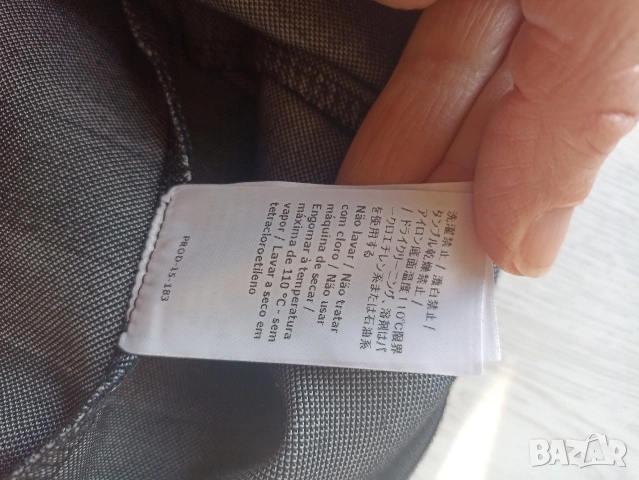 洗濯禁止 / 漂白禁止 /
タンブル乾燥禁止 /
アイロン底面温度110℃限界
/ ドライクリーニング、溶剤はパ
ークロエチレン系または石油系
を使用する
Não lavar / Não tratar
com cloro / Não usar
máquina de secar /
Engomar à temperatura
máxima de 110 °C - sem
vapor / Lavar a seco em
tetracloroetileno
PROD-15-183
BAZAR